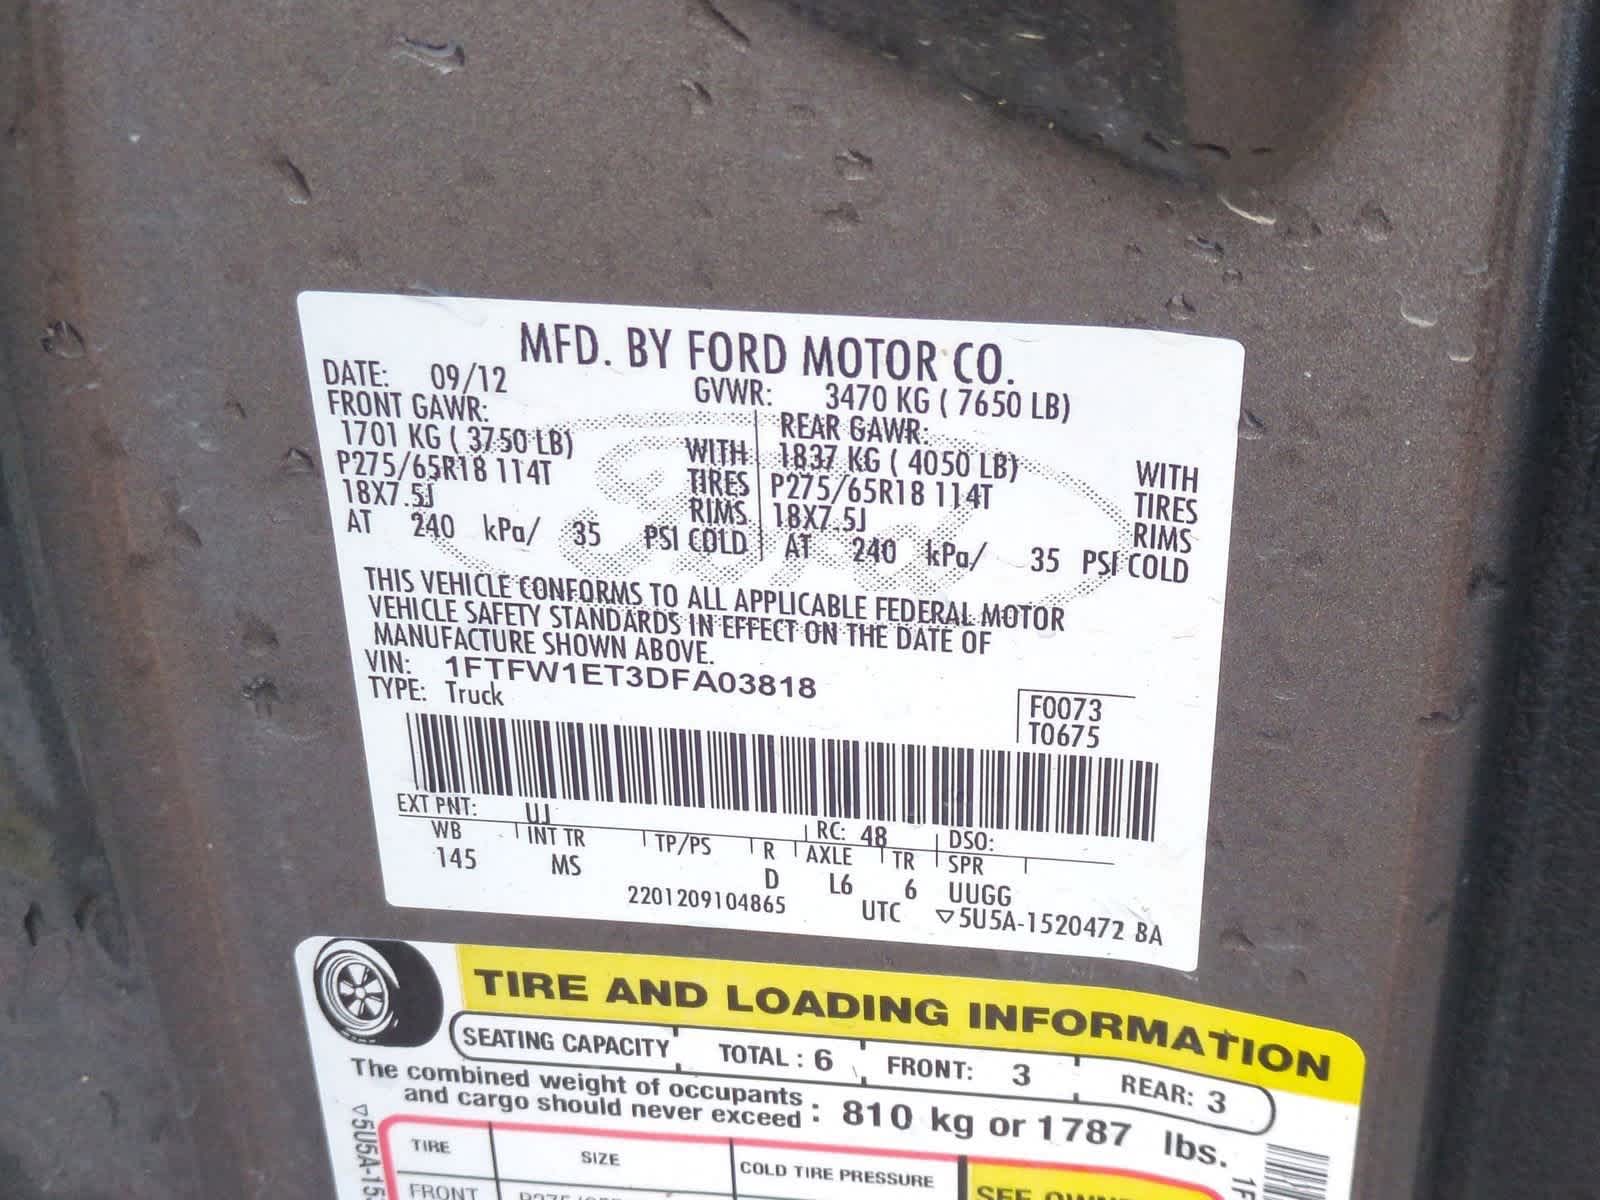 MFD. BY FORD MOTOR CO.
DATE: 09/12 GVWR: 3470 KG ( 7650 LB)
FRONT GAWR: REAR GAWR:
1701 KG ( 3750 LB) WITH 1837 KG ( 4050 LB) WITH
P275/65R18 114T TIRES P275/65R18 114T TIRES
18X7.5J RIMS 18X7.5J RIMS
AT 240 kPa/ 35 PSI COLD AT 240 kPa/ 35 PSI COLD
THIS VEHICLE CONFORMS TO ALL APPLICABLE FEDERAL MOTOR
VEHICLE SAFETY STANDARDS IN EFFECT ON THE DATE OF
MANUFACTURE SHOWN ABOVE.
VIN: 1FTFW1ET3DFA03818
TYPE: Truck
F0073
T0675
EXT PNT: UJ RC: 48 DSO:
WB INT TR TP/PS R AXLE TR SPR
145 MS D L6 6 UUGG
2201209104865 UTC ▽5U5A-1520472 BA
TIRE AND LOADING INFORMATION
SEATING CAPACITY TOTAL : 6 FRONT: 3 REAR: 3
The combined weight of occupants
and cargo should never exceed : 810 kg or 1787 lbs.
▽5U5A-15
TIRE SIZE COLD TIRE PRESSURE
FRONT
SEE
1F